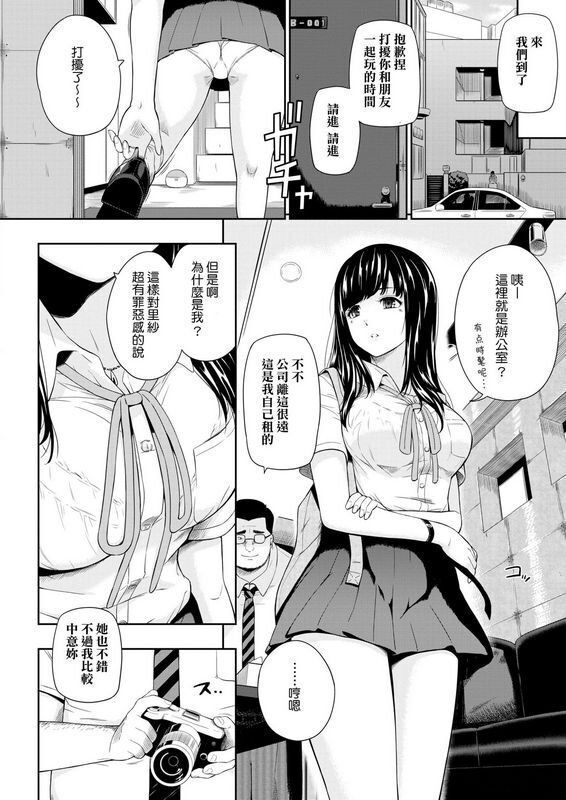 來
我們到了
抱歉捏
打擾你和朋友
一起玩的時間
請進 請進
B-001
打擾了～～
ガチャ
咦—
這裡就是辦公室？
有点時髦呢…
不不
公司離這很遠
這是我自己租的
但是啊
為什麼是我？
這樣對里紗
超有罪惡感的說
コッ
……哼嗯
她也不錯
不過我比較
中意妳
スッ…